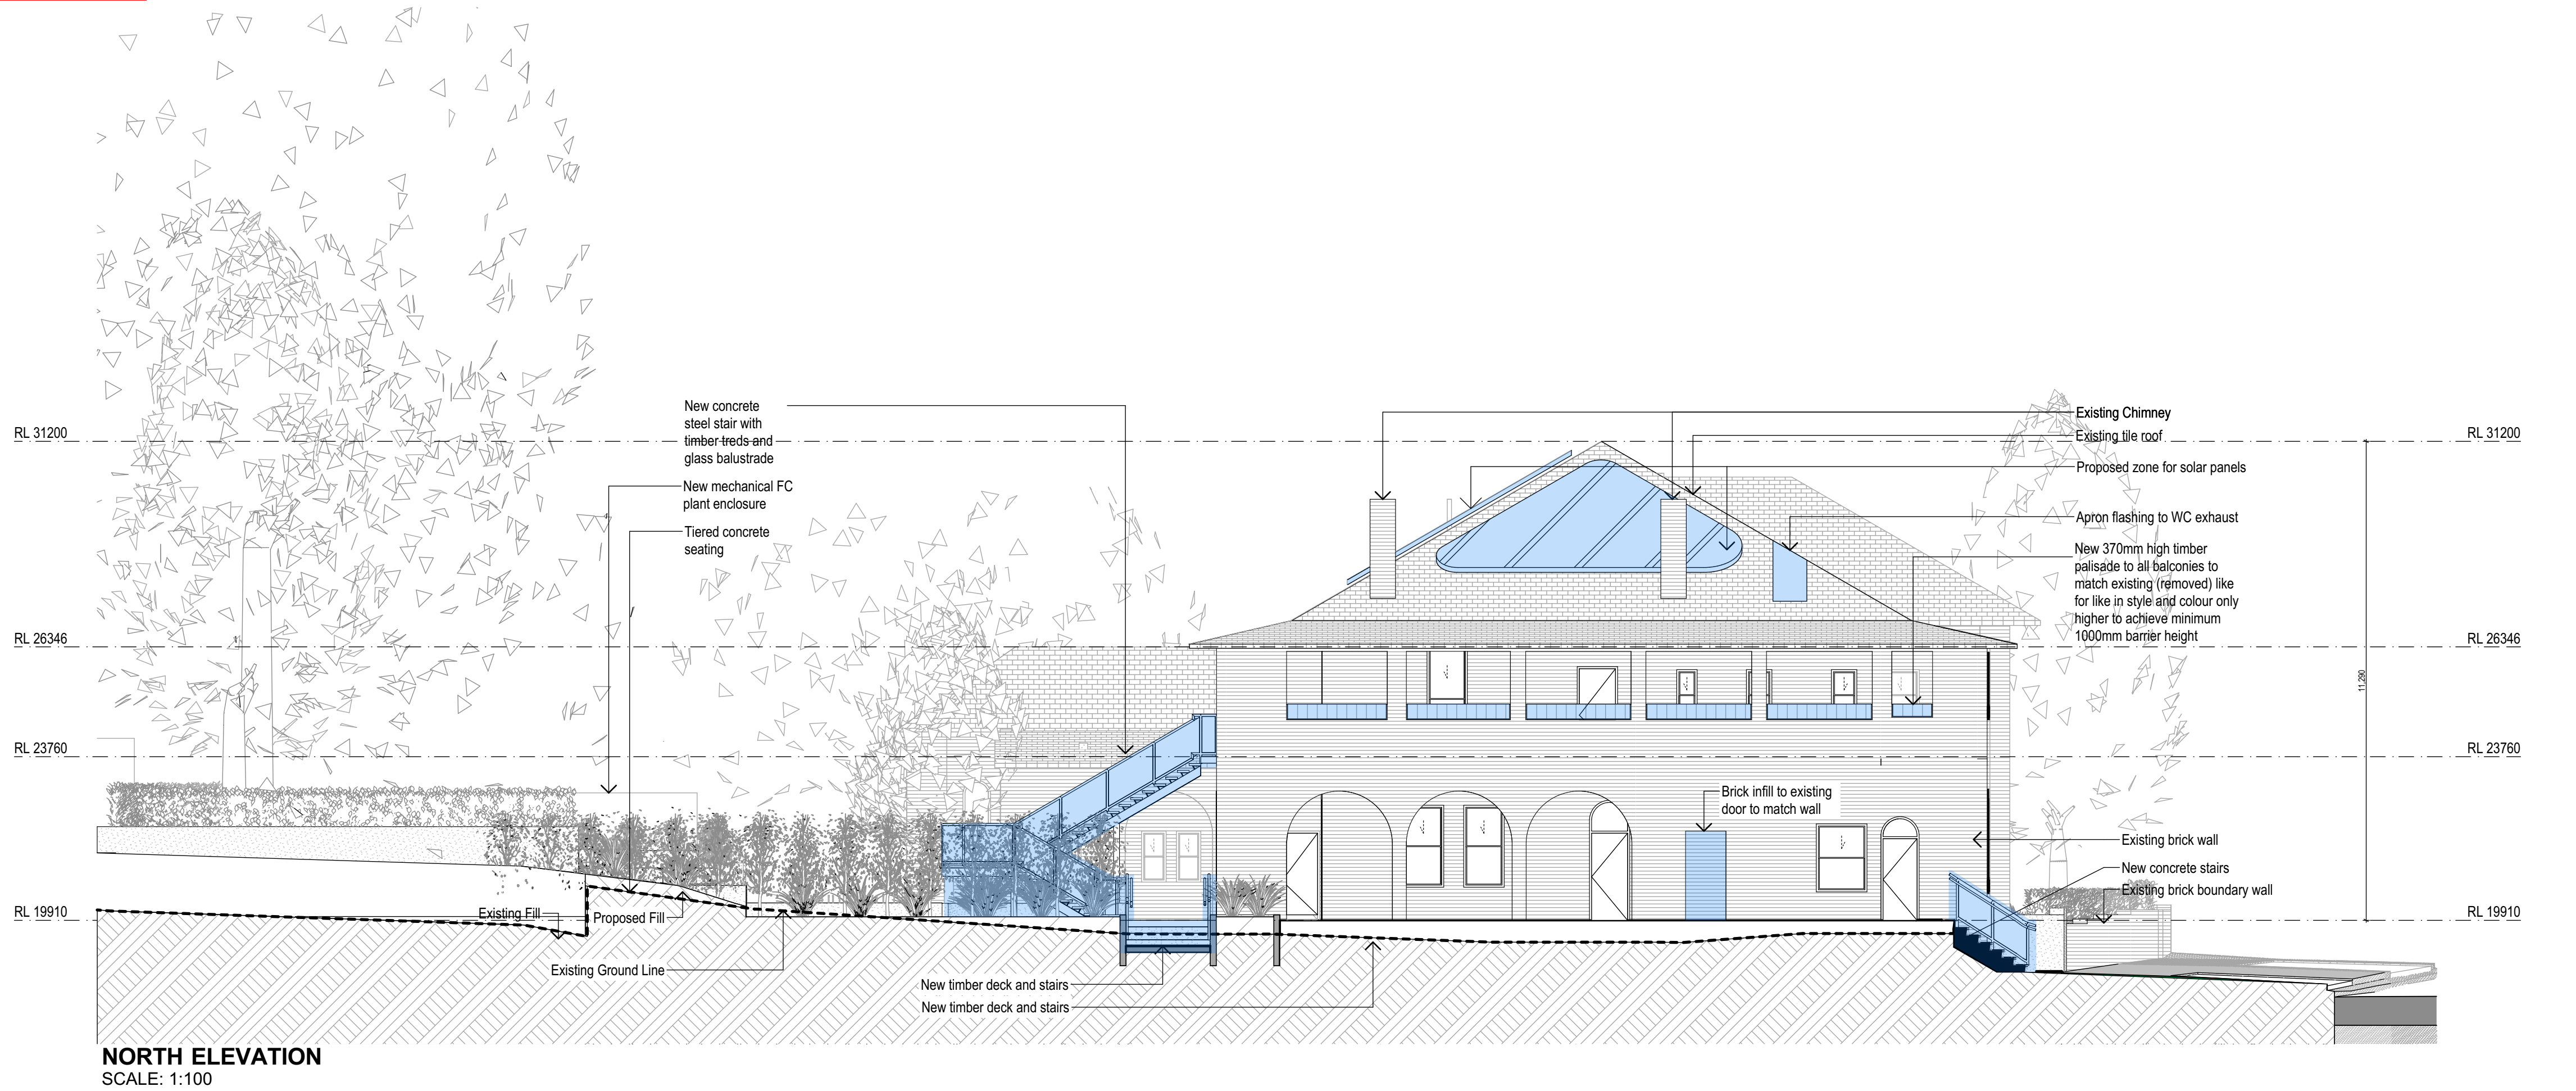 New concrete
steel stair with
timber treds and
glass balustrade
New mechanical FC
plant enclosure
Tiered concrete
seating
Existing Chimney
Existing tile roof
Proposed zone for solar panels
Apron flashing to WC exhaust
New 370mm high timber
palisade to all balconies to
match existing (removed) like
for like in style and colour only
higher to achieve minimum
1000mm barrier height
RL 31200
RL 31200
RL 26346
RL 26346
11,290
RL 23760
RL 23760
Brick infill to existing
door to match wall
Existing brick wall
New concrete stairs
Existing brick boundary wall
RL 19910
RL 19910
Existing Fill
Proposed Fill
Existing Ground Line
New timber deck and stairs
New timber deck and stairs
NORTH ELEVATION
SCALE: 1:100